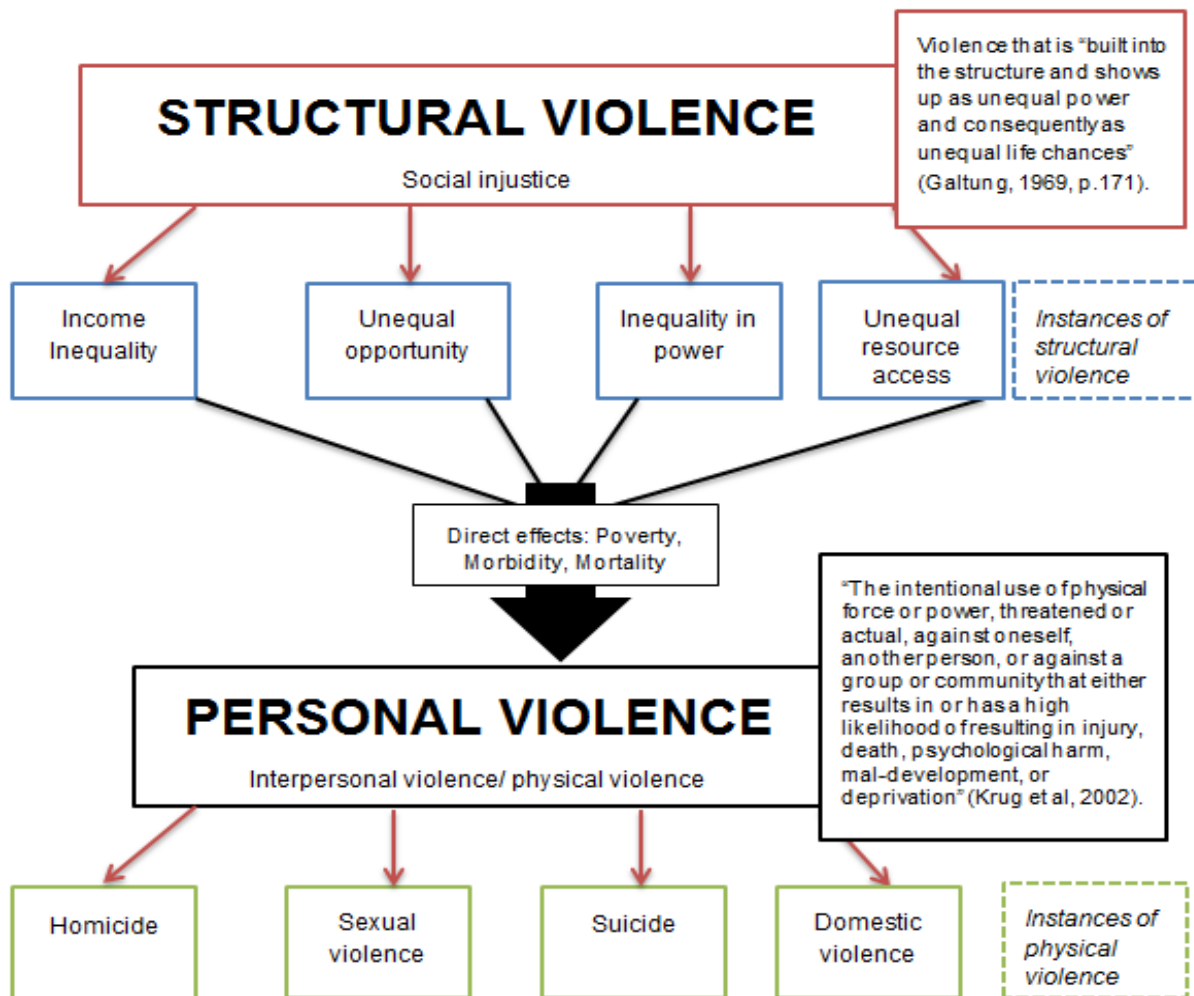 Violence that is “built into
the structure and shows
up as unequal power
and consequently as
unequal life chances”
(Galtung, 1969, p.171).
STRUCTURAL VIOLENCE
Social injustice
Income
Inequality
Unequal
opportunity
Inequality in
power
Unequal
resource
access
Instances of
structural
violence
Direct effects: Poverty,
Morbidity, Mortality
“The intentional use of physical
force or power, threatened or
actual, against oneself,
another person, or against a
group or community that either
results in or has a high
likelihood of resulting in injury,
death, psychological harm,
mal-development, or
deprivation” (Krug et al, 2002).
PERSONAL VIOLENCE
Interpersonal violence/ physical violence
Homicide
Sexual
violence
Suicide
Domestic
violence
Instances of
physical
violence